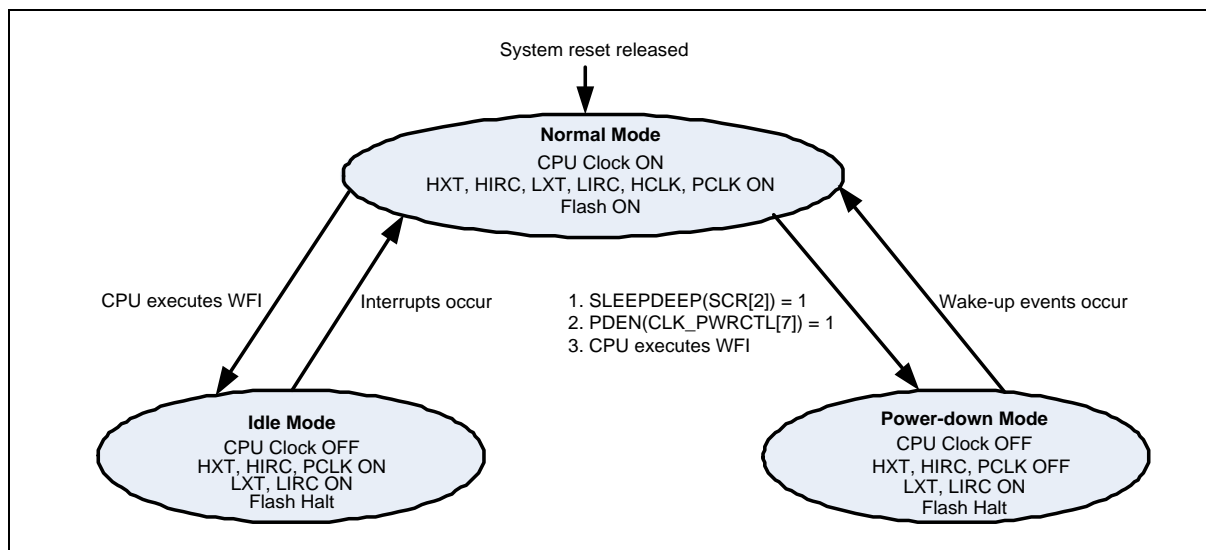 System reset released
Normal Mode
CPU Clock ON
HXT, HIRC, LXT, LIRC, HCLK, PCLK ON
Flash ON
CPU executes WFI
Interrupts occur
1. SLEEPDEEP(SCR[2]) = 1
2. PDEN(CLK_PWRCTL[7]) = 1
3. CPU executes WFI
Wake-up events occur
Idle Mode
CPU Clock OFF
HXT, HIRC, PCLK ON
LXT, LIRC ON
Flash Halt
Power-down Mode
CPU Clock OFF
HXT, HIRC, PCLK OFF
LXT, LIRC ON
Flash Halt